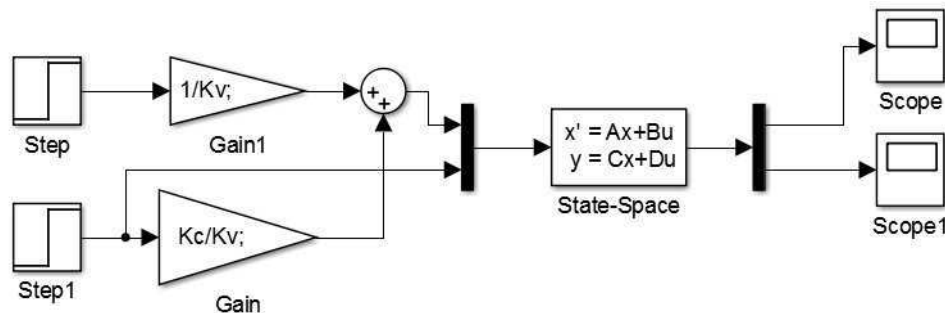 Step
1/Kv;
Gain1
++
x' = Ax+Bu
y = Cx+Du
State-Space
Scope
Scope1
Step1
Kc/Kv;
Gain